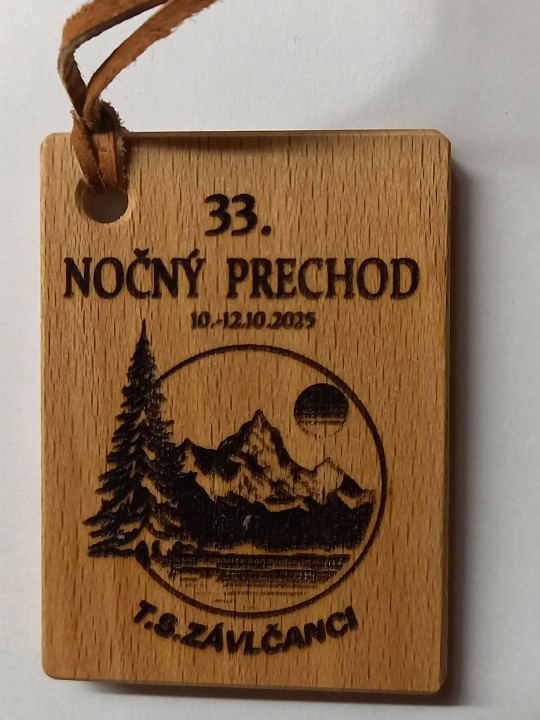 33.
NOČNÝ PRECHOD
10.-12.10.2025
T.S.ZÁVLČANCI